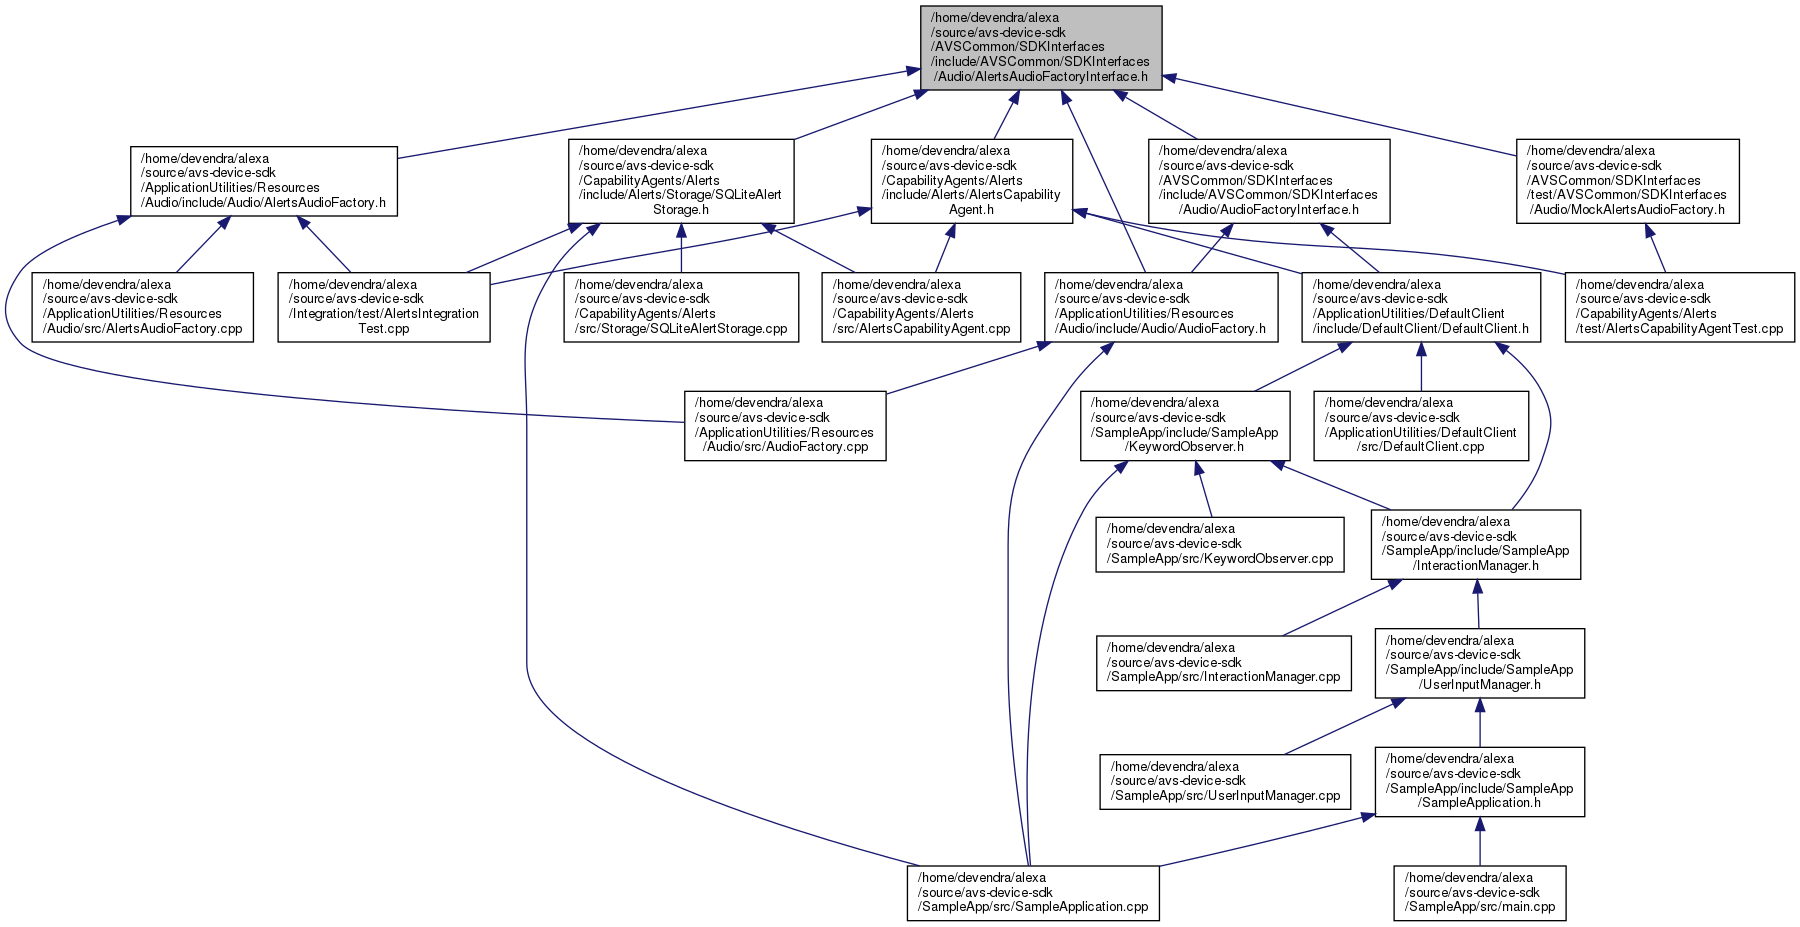 /home/devendra/alexa
/source/avs-device-sdk
/AVSCommon/SDKInterfaces
/include/AVSCommon/SDKInterfaces
/Audio/AlertsAudioFactoryInterface.h
/home/devendra/alexa
/source/avs-device-sdk
/ApplicationUtilities/Resources
/Audio/include/Audio/AlertsAudioFactory.h
/home/devendra/alexa
/source/avs-device-sdk
/CapabilityAgents/Alerts
/include/Alerts/Storage/SQLiteAlert
Storage.h
/home/devendra/alexa
/source/avs-device-sdk
/CapabilityAgents/Alerts
/include/Alerts/AlertsCapability
Agent.h
/home/devendra/alexa
/source/avs-device-sdk
/AVSCommon/SDKInterfaces
/include/AVSCommon/SDKInterfaces
/Audio/AudioFactoryInterface.h
/home/devendra/alexa
/source/avs-device-sdk
/AVSCommon/SDKInterfaces
/test/AVSCommon/SDKInterfaces
/Audio/MockAlertsAudioFactory.h
/home/devendra/alexa
/source/avs-device-sdk
/ApplicationUtilities/Resources
/Audio/src/AlertsAudioFactory.cpp
/home/devendra/alexa
/source/avs-device-sdk
/Integration/test/AlertsIntegration
Test.cpp
/home/devendra/alexa
/source/avs-device-sdk
/CapabilityAgents/Alerts
/src/Storage/SQLiteAlertStorage.cpp
/home/devendra/alexa
/source/avs-device-sdk
/CapabilityAgents/Alerts
/src/AlertsCapabilityAgent.cpp
/home/devendra/alexa
/source/avs-device-sdk
/ApplicationUtilities/Resources
/Audio/include/Audio/AudioFactory.h
/home/devendra/alexa
/source/avs-device-sdk
/ApplicationUtilities/DefaultClient
/include/DefaultClient/DefaultClient.h
/home/devendra/alexa
/source/avs-device-sdk
/CapabilityAgents/Alerts
/test/AlertsCapabilityAgentTest.cpp
/home/devendra/alexa
/source/avs-device-sdk
/ApplicationUtilities/Resources
/Audio/src/AudioFactory.cpp
/home/devendra/alexa
/source/avs-device-sdk
/SampleApp/include/SampleApp
/KeywordObserver.h
/home/devendra/alexa
/source/avs-device-sdk
/ApplicationUtilities/DefaultClient
/src/DefaultClient.cpp
/home/devendra/alexa
/source/avs-device-sdk
/SampleApp/src/KeywordObserver.cpp
/home/devendra/alexa
/source/avs-device-sdk
/SampleApp/include/SampleApp
/InteractionManager.h
/home/devendra/alexa
/source/avs-device-sdk
/SampleApp/src/InteractionManager.cpp
/home/devendra/alexa
/source/avs-device-sdk
/SampleApp/include/SampleApp
/UserInputManager.h
/home/devendra/alexa
/source/avs-device-sdk
/SampleApp/src/UserInputManager.cpp
/home/devendra/alexa
/source/avs-device-sdk
/SampleApp/include/SampleApp
/SampleApplication.h
/home/devendra/alexa
/source/avs-device-sdk
/SampleApp/src/SampleApplication.cpp
/home/devendra/alexa
/source/avs-device-sdk
/SampleApp/src/main.cpp